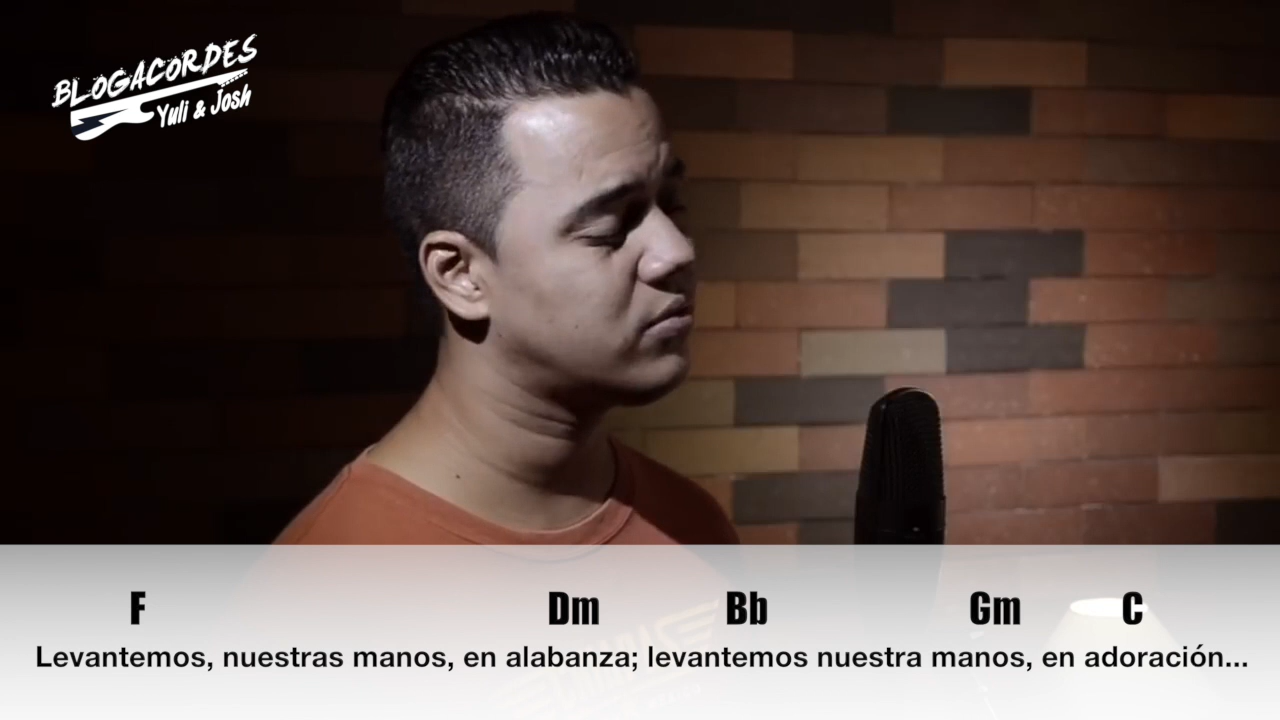 BLOGACORDES
Yuli & Josh
F Dm Bb Gm C
Levantemos, nuestras manos, en alabanza; levantemos nuestra manos, en adoración...